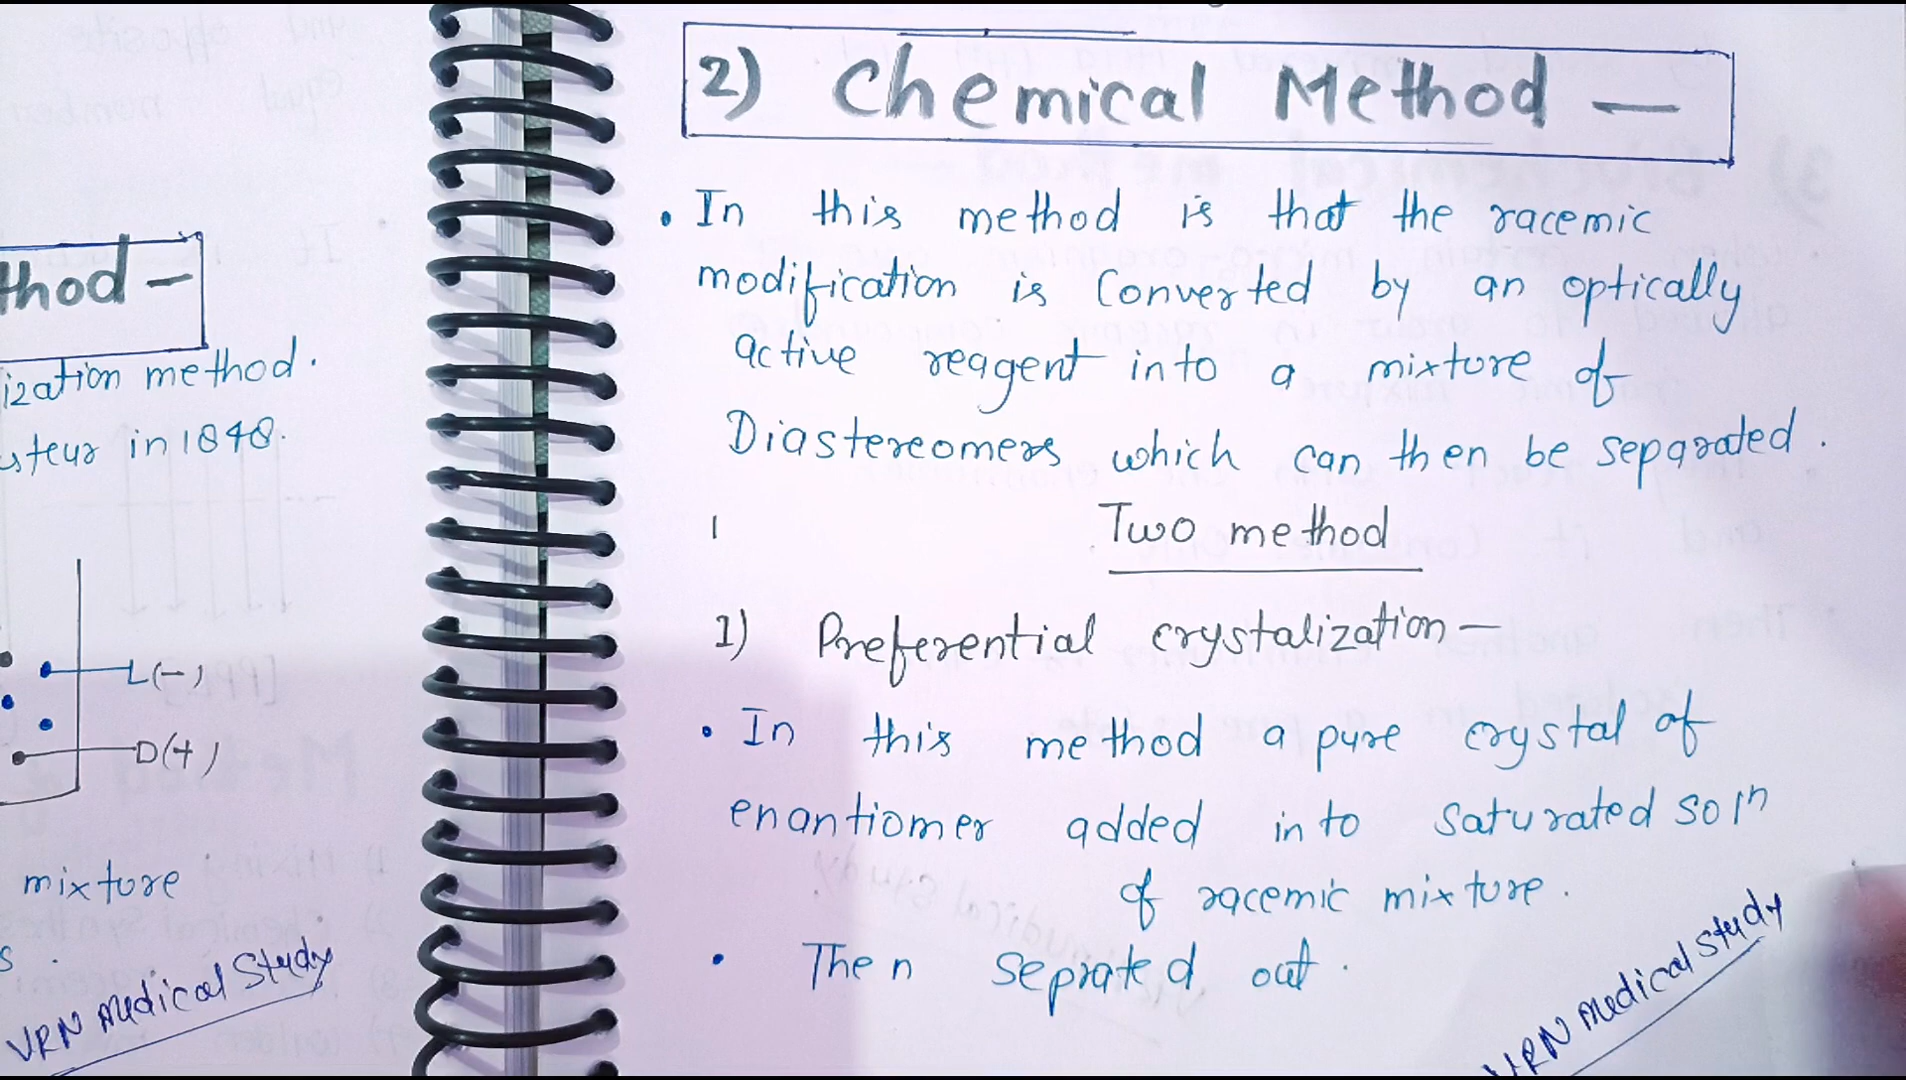 thod -
ization method.
steur in 1848.
L(-)
D(+)
mixture
s
VRN Medical Study
2) Chemical Method -
• In this method is that the racemic
modification is Converted by an optically
active reagent into a mixture of
Diastereomers which can then be separated.
Two method
1) Preferential crystalization -
• In this method a pure crystal of
enantiomer added into saturated soln
of racemic mixture.
• Then seprated out.
VRN Medical Study